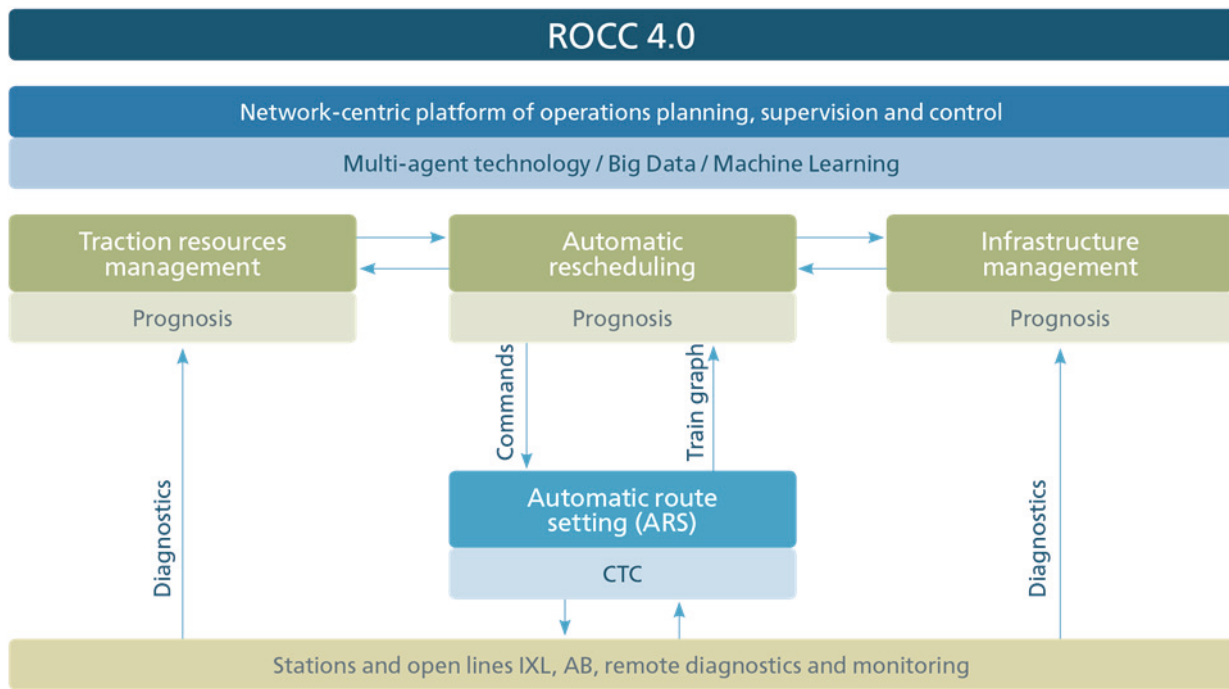 ROCC 4.0
Network-centric platform of operations planning, supervision and control
Multi-agent technology / Big Data / Machine Learning
Traction resources
management
Prognosis
Automatic
rescheduling
Prognosis
Infrastructure
management
Prognosis
Commands
Train graph
Diagnostics
Automatic route
setting (ARS)
CTC
Diagnostics
Stations and open lines IXL, AB, remote diagnostics and monitoring